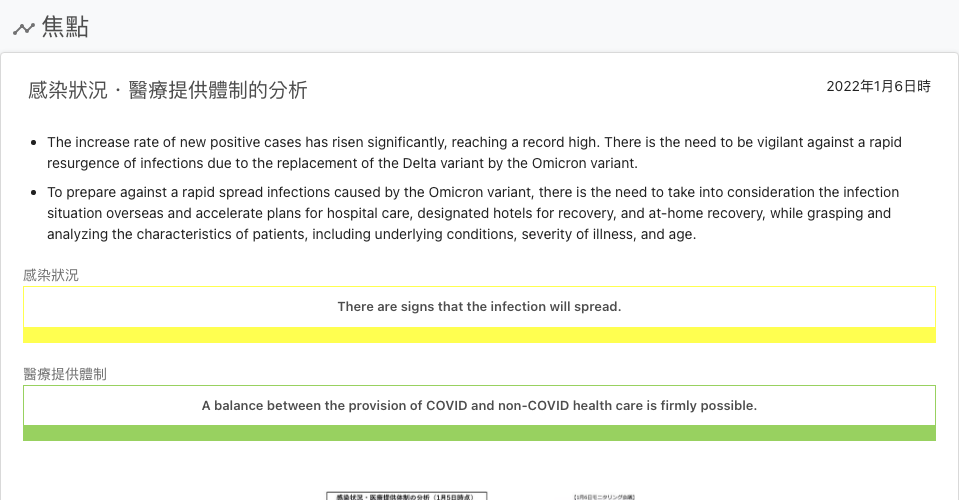 焦點
感染狀況・醫療提供體制的分析
2022年1月6日時
The increase rate of new positive cases has risen significantly, reaching a record high. There is the need to be vigilant against a rapid
resurgence of infections due to the replacement of the Delta variant by the Omicron variant.
To prepare against a rapid spread infections caused by the Omicron variant, there is the need to take into consideration the infection
situation overseas and accelerate plans for hospital care, designated hotels for recovery, and at-home recovery, while grasping and
analyzing the characteristics of patients, including underlying conditions, severity of illness, and age.
感染狀況
There are signs that the infection will spread.
醫療提供體制
A balance between the provision of COVID and non-COVID health care is firmly possible.
感染状況・医療提供体制の分析（1月5日時点）
【1月6日モニタリング会議】